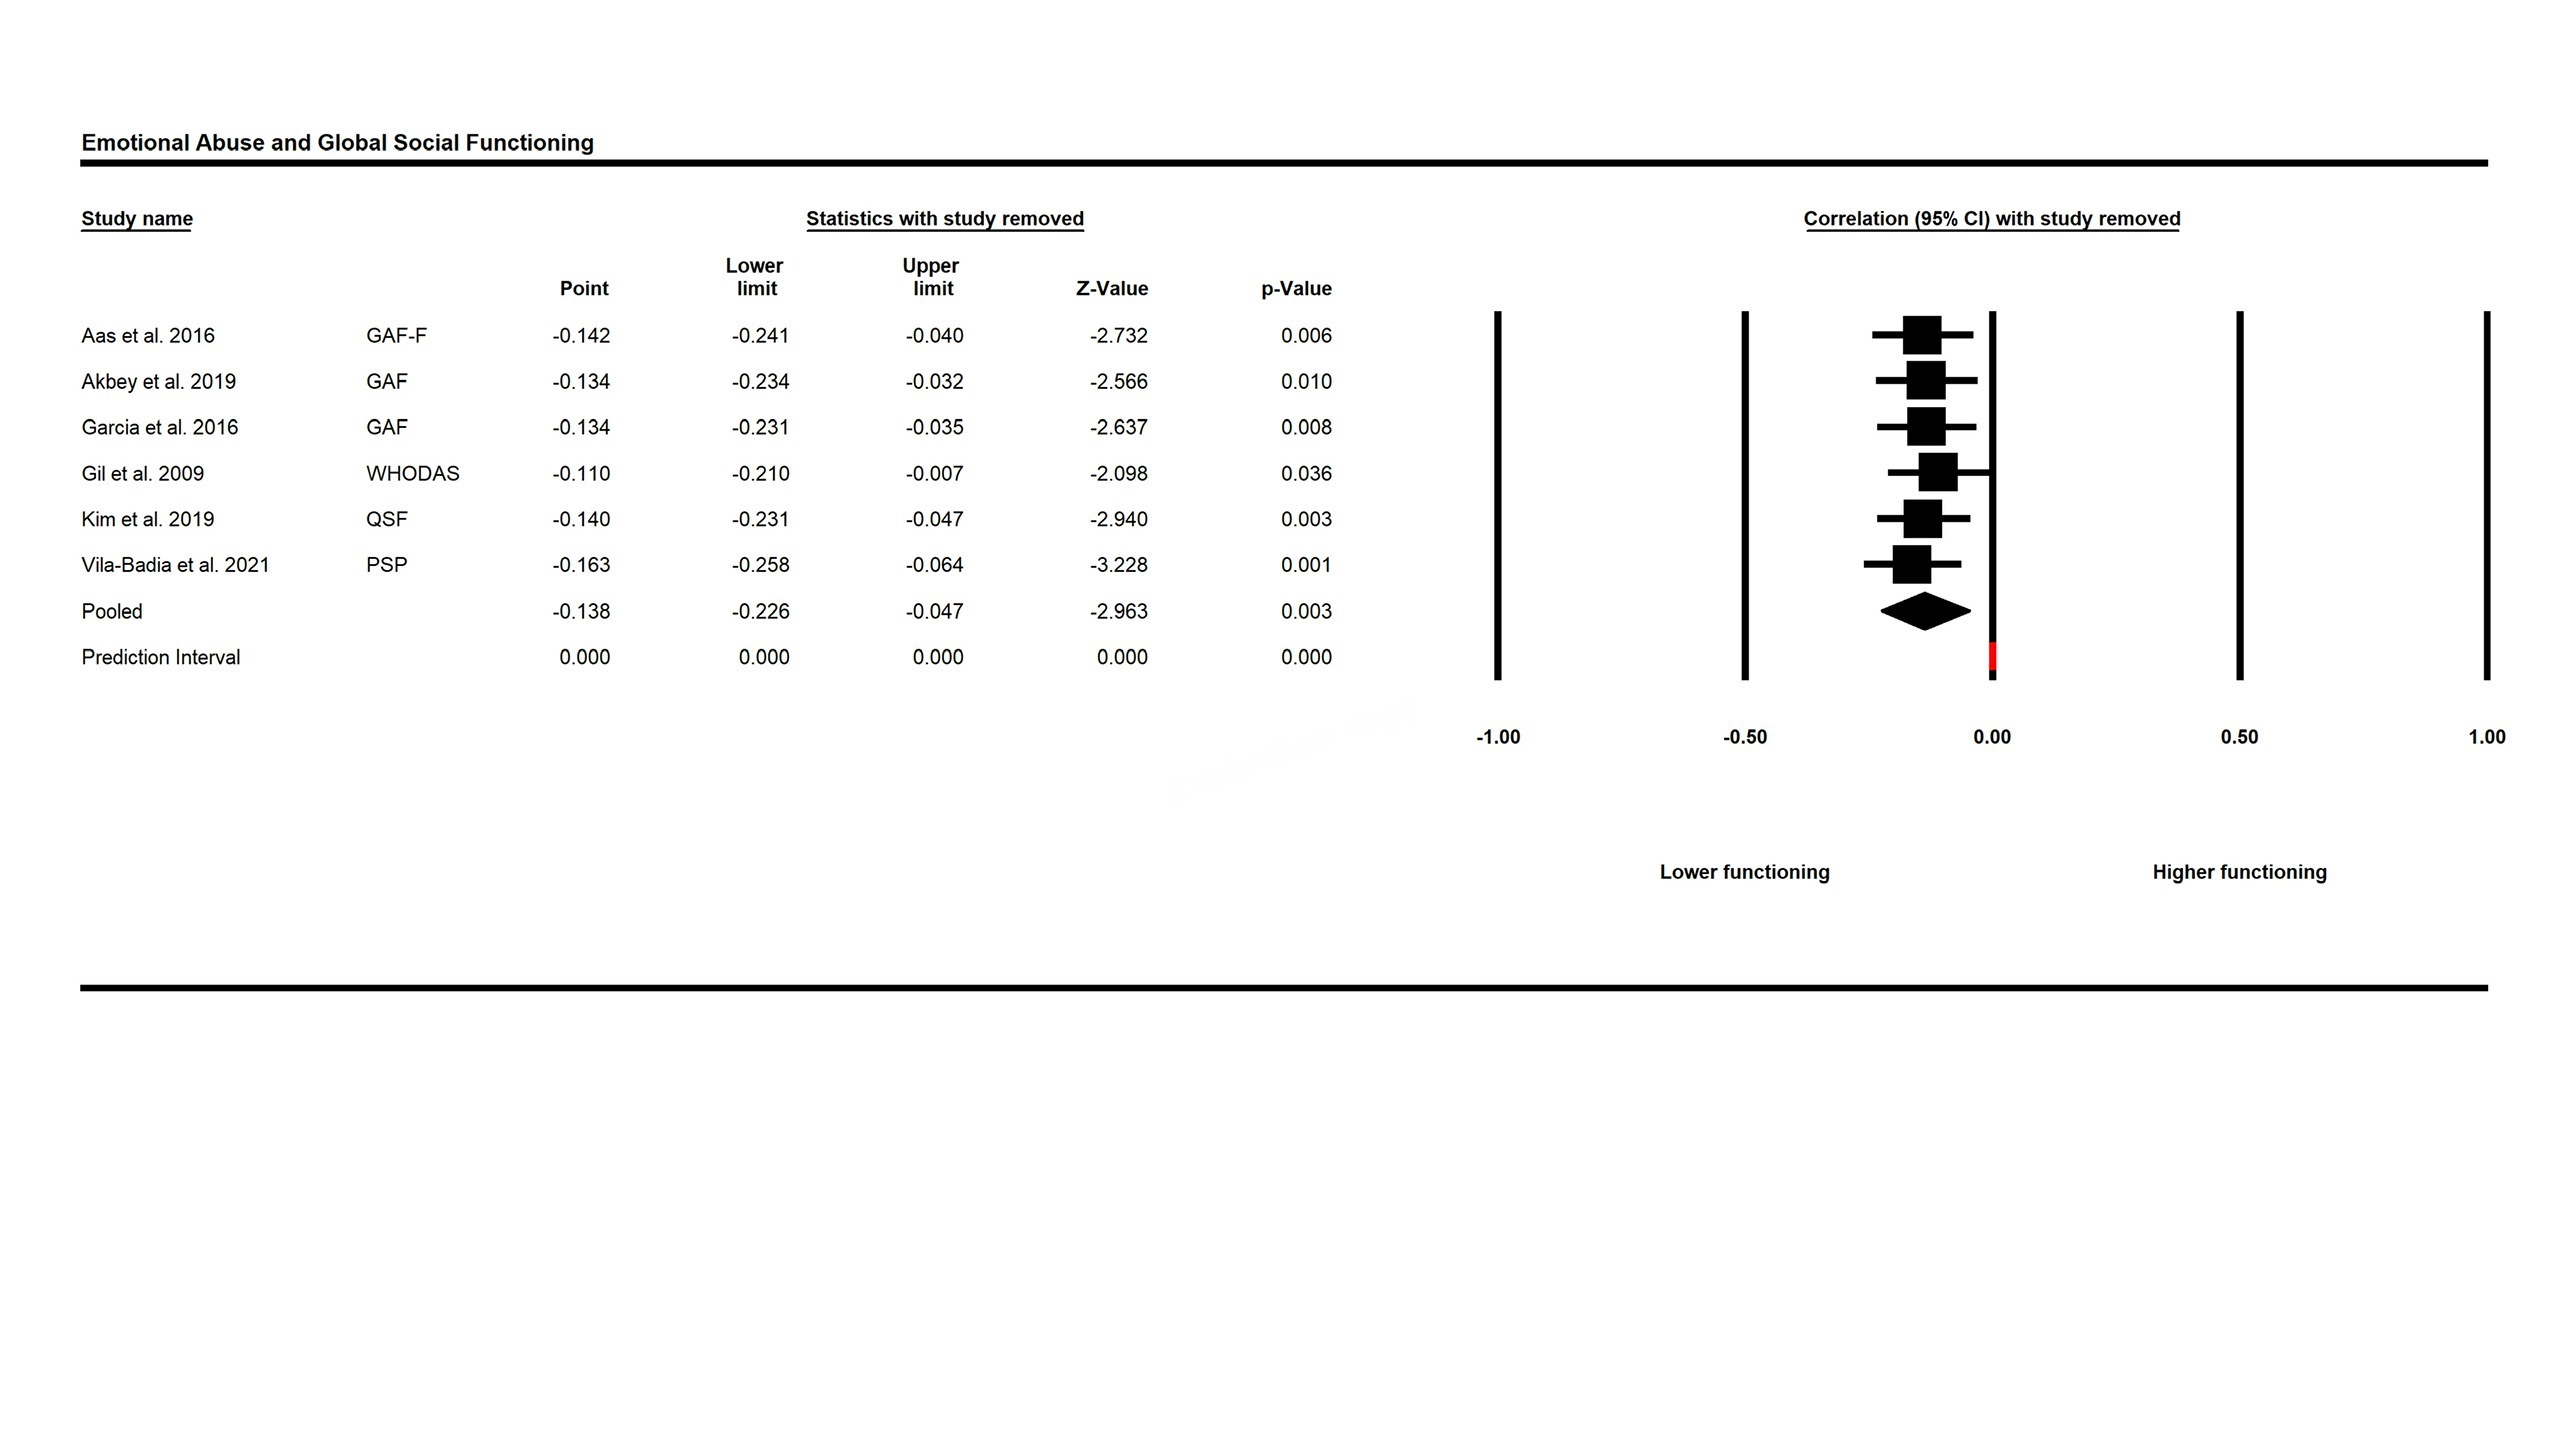 Emotional Abuse and Global Social Functioning
Study name Statistics with study removed Correlation (95% CI) with study removed
Lower Upper
Point limit limit Z-Value p-Value
Aas et al. 2016 GAF-F -0.142 -0.241 -0.040 -2.732 0.006
Akbey et al. 2019 GAF -0.134 -0.234 -0.032 -2.566 0.010
Garcia et al. 2016 GAF -0.134 -0.231 -0.035 -2.637 0.008
Gil et al. 2009 WHODAS -0.110 -0.210 -0.007 -2.098 0.036
Kim et al. 2019 QSF -0.140 -0.231 -0.047 -2.940 0.003
Vila-Badia et al. 2021 PSP -0.163 -0.258 -0.064 -3.228 0.001
Pooled -0.138 -0.226 -0.047 -2.963 0.003
Prediction Interval 0.000 0.000 0.000 0.000 0.000
-1.00 -0.50 0.00 0.50 1.00
Lower functioning Higher functioning